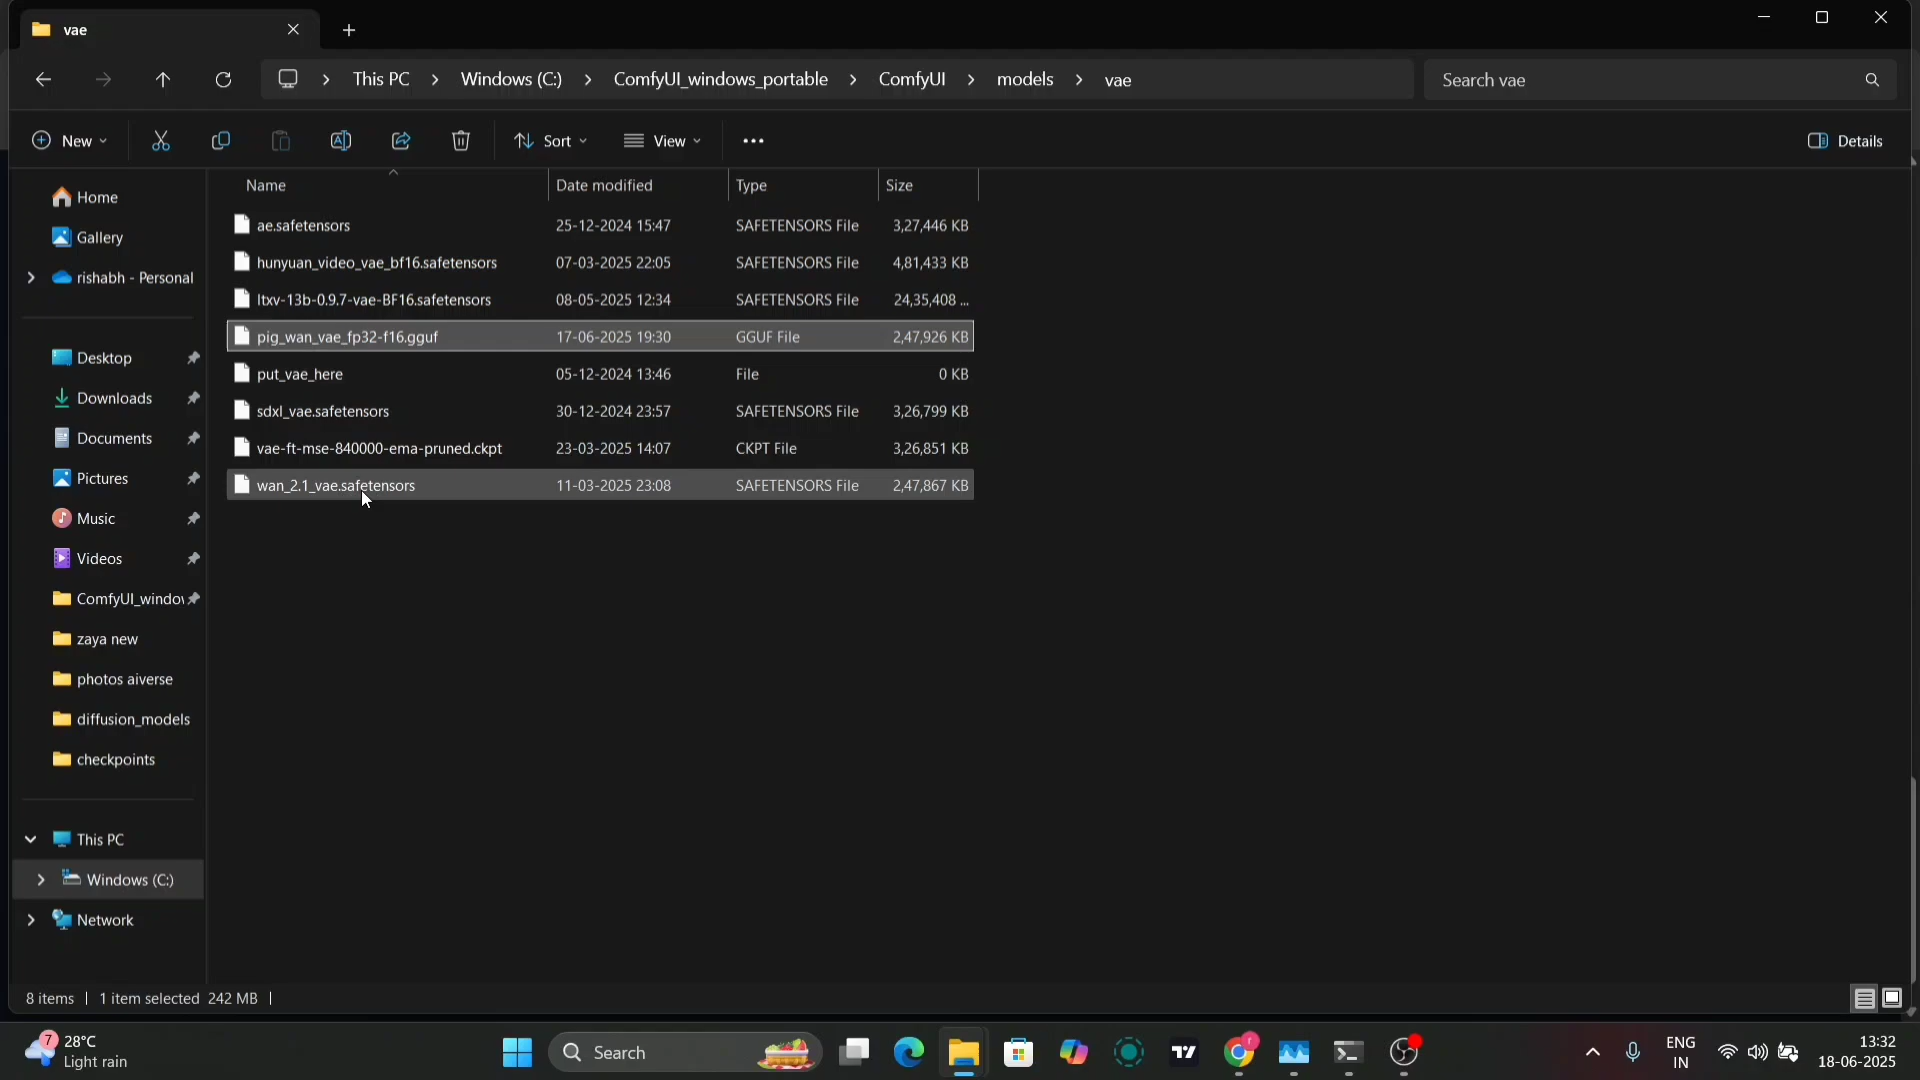 vae
This PC > Windows (C:) > ComfyUI_windows_portable > ComfyUI > models > vae
Search vae
New
Sort
View
Details
Name Date modified Type Size
ae.safetensors 25-12-2024 15:47 SAFETENSORS File 3,27,446 KB
hunyuan_video_vae_bf16.safetensors 07-03-2025 22:05 SAFETENSORS File 4,81,433 KB
ltxv-13b-0.9.7-vae-BF16.safetensors 08-05-2025 12:34 SAFETENSORS File 24,35,408 ...
pig_wan_vae_fp32-f16.gguf 17-06-2025 19:30 GGUF File 2,47,926 KB
put_vae_here 05-12-2024 13:46 File 0 KB
sdxl_vae.safetensors 30-12-2024 23:57 SAFETENSORS File 3,26,799 KB
vae-ft-mse-840000-ema-pruned.ckpt 23-03-2025 14:07 CKPT File 3,26,851 KB
wan_2.1_vae.safetensors 11-03-2025 23:08 SAFETENSORS File 2,47,867 KB
Home
Gallery
rishabh - Personal
Desktop
Downloads
Documents
Pictures
Music
Videos
ComfyUI_window
zaya new
photos aiverse
diffusion_models
checkpoints
This PC
Windows (C:)
Network
8 items | 1 item selected 242 MB |
7
28°C
Light rain
Search
ENG
IN
13:32
18-06-2025